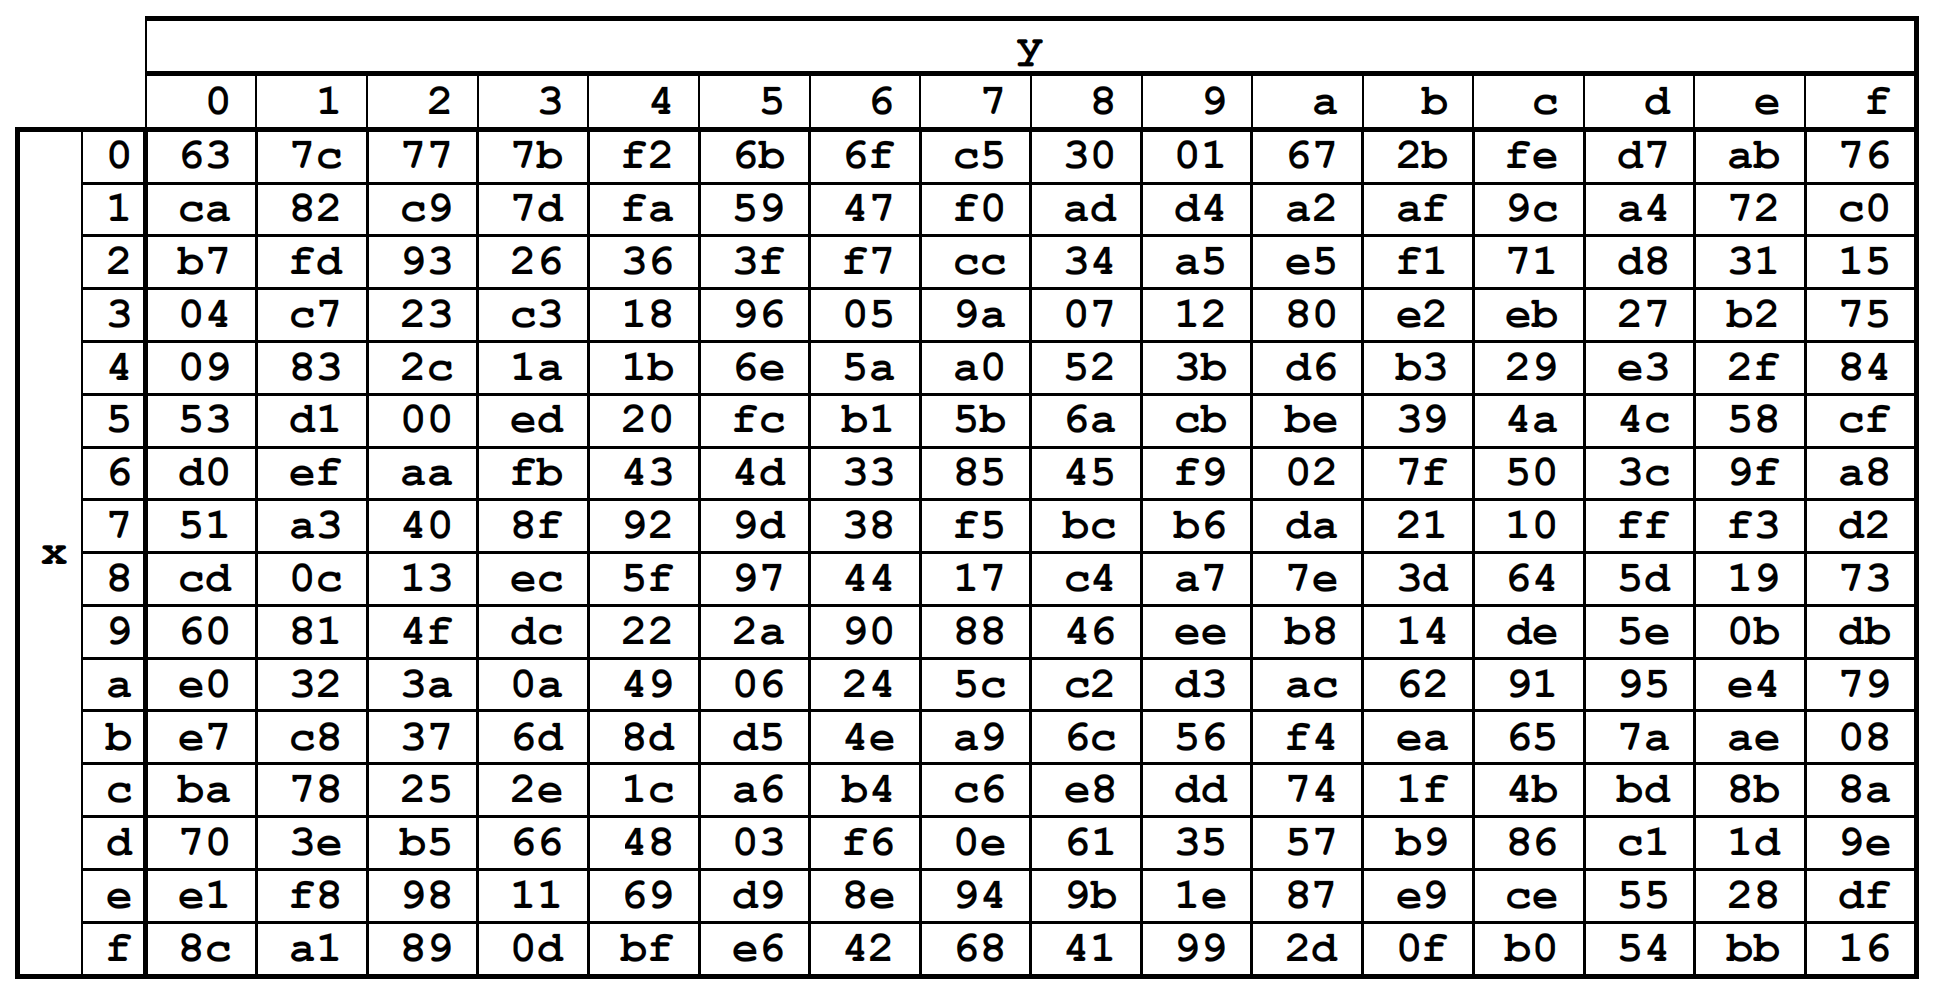 y
0 1 2 3 4 5 6 7 8 9 a b c d e f
0 63 7c 77 7b f2 6b 6f c5 30 01 67 2b fe d7 ab 76
1 ca 82 c9 7d fa 59 47 f0 ad d4 a2 af 9c a4 72 c0
2 b7 fd 93 26 36 3f f7 cc 34 a5 e5 f1 71 d8 31 15
3 04 c7 23 c3 18 96 05 9a 07 12 80 e2 eb 27 b2 75
4 09 83 2c 1a 1b 6e 5a a0 52 3b d6 b3 29 e3 2f 84
5 53 d1 00 ed 20 fc b1 5b 6a cb be 39 4a 4c 58 cf
6 d0 ef aa fb 43 4d 33 85 45 f9 02 7f 50 3c 9f a8
7 51 a3 40 8f 92 9d 38 f5 bc b6 da 21 10 ff f3 d2
x
8 cd 0c 13 ec 5f 97 44 17 c4 a7 7e 3d 64 5d 19 73
9 60 81 4f dc 22 2a 90 88 46 ee b8 14 de 5e 0b db
a e0 32 3a 0a 49 06 24 5c c2 d3 ac 62 91 95 e4 79
b e7 c8 37 6d 8d d5 4e a9 6c 56 f4 ea 65 7a ae 08
c ba 78 25 2e 1c a6 b4 c6 e8 dd 74 1f 4b bd 8b 8a
d 70 3e b5 66 48 03 f6 0e 61 35 57 b9 86 c1 1d 9e
e e1 f8 98 11 69 d9 8e 94 9b 1e 87 e9 ce 55 28 df
f 8c a1 89 0d bf e6 42 68 41 99 2d 0f b0 54 bb 16